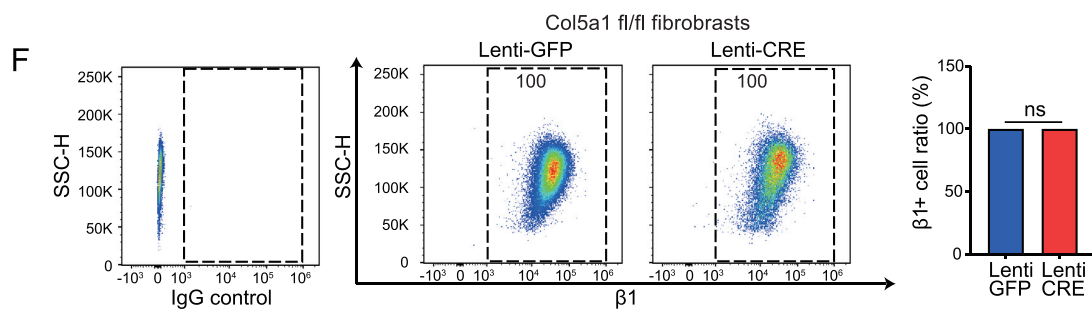 F
Col5a1 fl/fl fibrobrasts
Lenti-GFP
Lenti-CRE
SSC-H
250K
200K
150K
100K
50K
0
-10³ 0 10³ 10⁴ 10⁵ 10⁶
IgG control
SSC-H
250K
200K
150K
100K
50K
0
100
-10³ 0 10³ 10⁴ 10⁵ 10⁶
100
-10³ 0 10³ 10⁴ 10⁵ 10⁶
β1
β1+ cell ratio (%)
150
100
50
0
ns
Lenti GFP
Lenti CRE